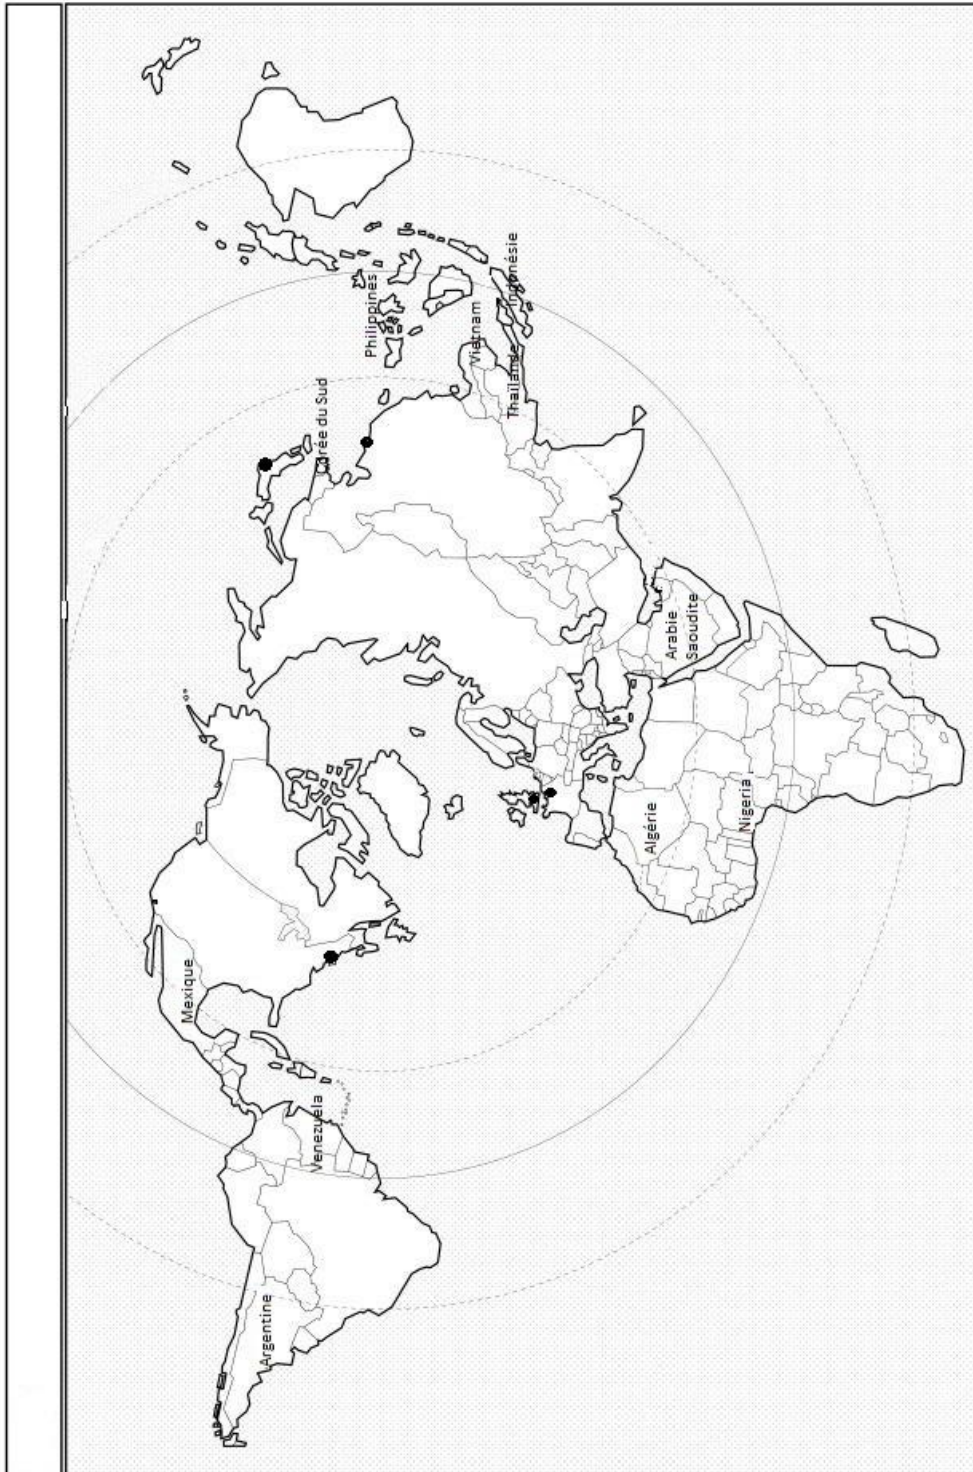 Mexique
Venezuela
Argentine
Algérie
Nigeria
Arabie
Saoudite
Corée du Sud
Philippines
Vietnam
Thaïlande
Indonésie